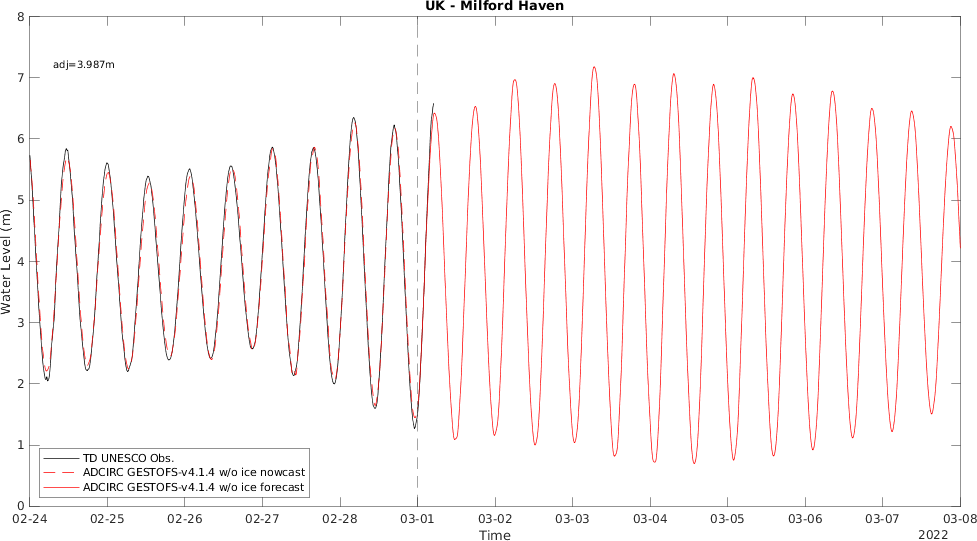 UK - Milford Haven
8
7
6
5
4
3
2
1
0
Water Level (m)
adj=3.987m
TD UNESCO Obs.
ADCIRC GESTOFS-v4.1.4 w/o ice nowcast
ADCIRC GESTOFS-v4.1.4 w/o ice forecast
02-24 02-25 02-26 02-27 02-28 03-01 03-02 03-03 03-04 03-05 03-06 03-07 03-08
Time
2022